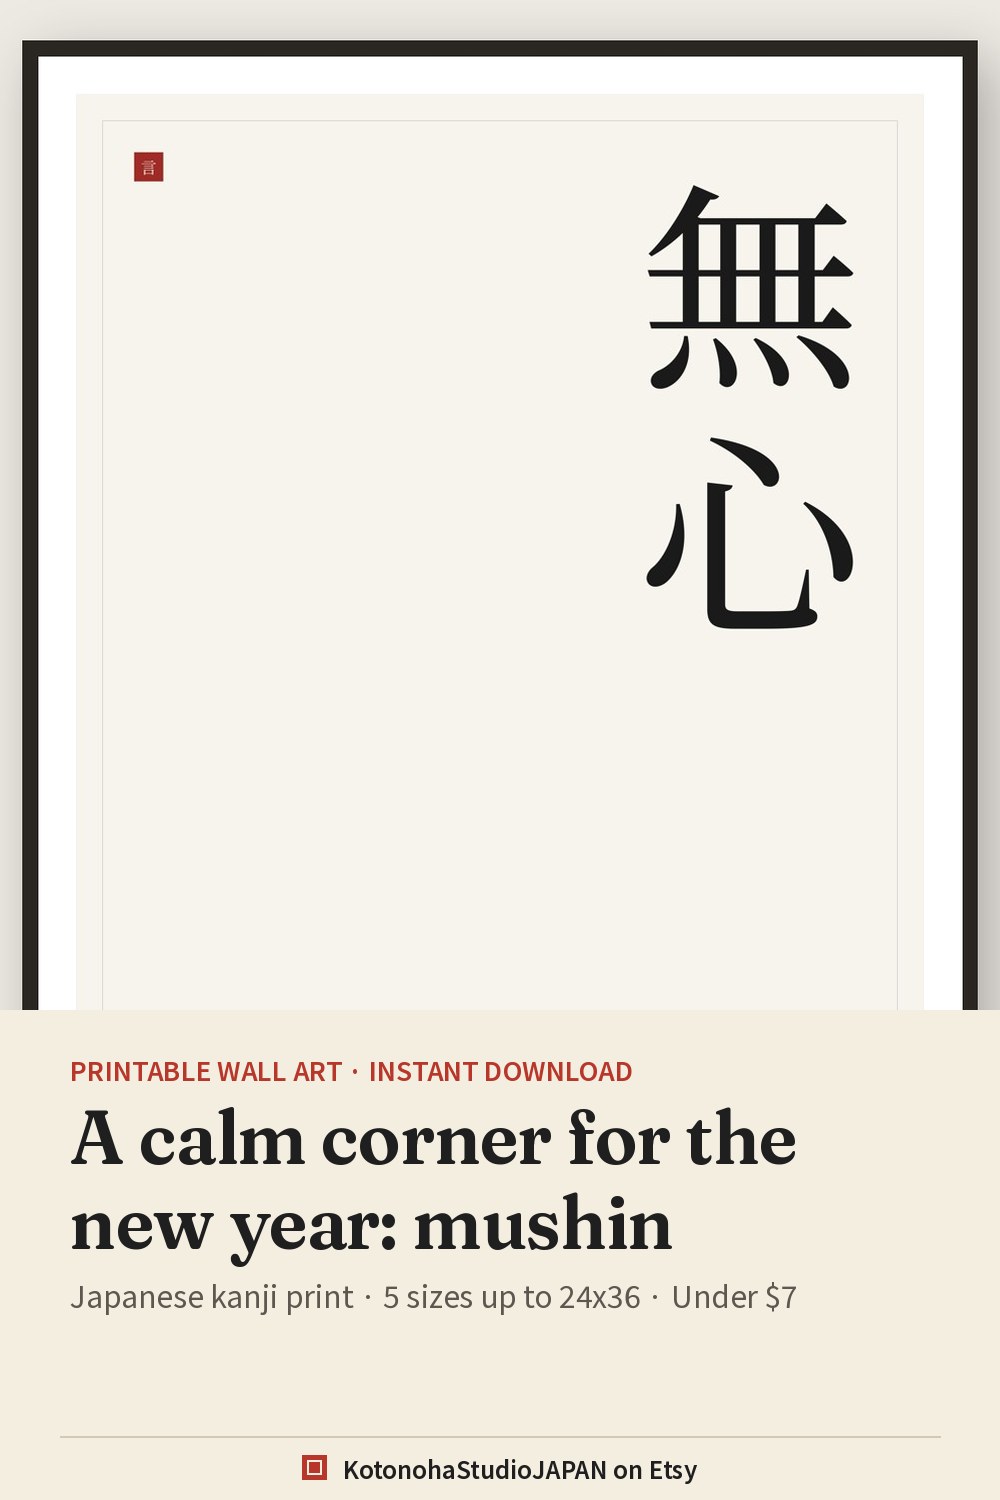 無心
言
PRINTABLE WALL ART · INSTANT DOWNLOAD
A calm corner for the
new year: mushin
Japanese kanji print · 5 sizes up to 24x36 · Under $7
KotonohaStudioJAPAN on Etsy